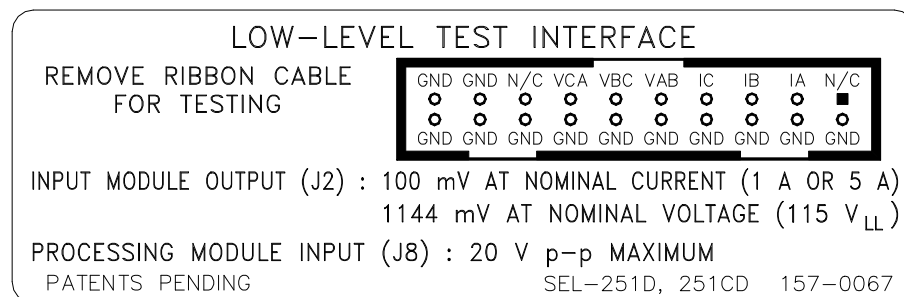 LOW-LEVEL TEST INTERFACE
REMOVE RIBBON CABLE
FOR TESTING
GND GND N/C VCA VBC VAB IC IB IA N/C
GND GND GND GND GND GND GND GND GND GND
INPUT MODULE OUTPUT (J2) : 100 mV AT NOMINAL CURRENT (1 A OR 5 A)
1144 mV AT NOMINAL VOLTAGE (115 V LL)
PROCESSING MODULE INPUT (J8) : 20 V p-p MAXIMUM
PATENTS PENDING SEL-251D, 251CD 157-0067